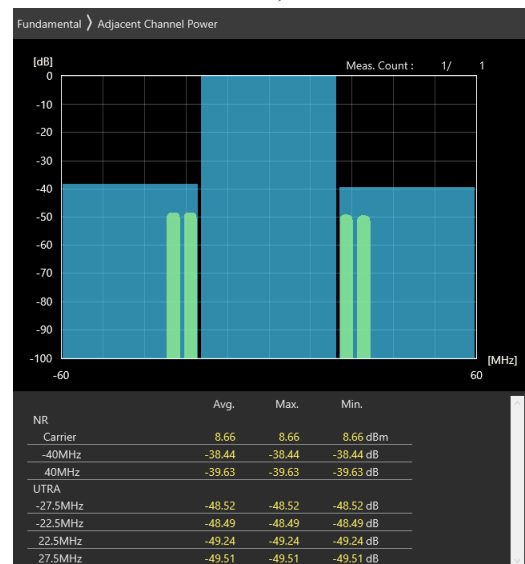 Fundamental 〉 Adjacent Channel Power
[dB] Meas. Count : 1/ 1
0
-10
-20
-30
-40
-50
-60
-70
-80
-90
-100 [MHz]
-60 60
Avg. Max. Min.
NR
Carrier 8.66 8.66 8.66 dBm
-40MHz -38.44 -38.44 -38.44 dB
40MHz -39.63 -39.63 -39.63 dB
UTRA
-27.5MHz -48.52 -48.52 -48.52 dB
-22.5MHz -48.49 -48.49 -48.49 dB
22.5MHz -49.24 -49.24 -49.24 dB
27.5MHz -49.51 -49.51 -49.51 dB